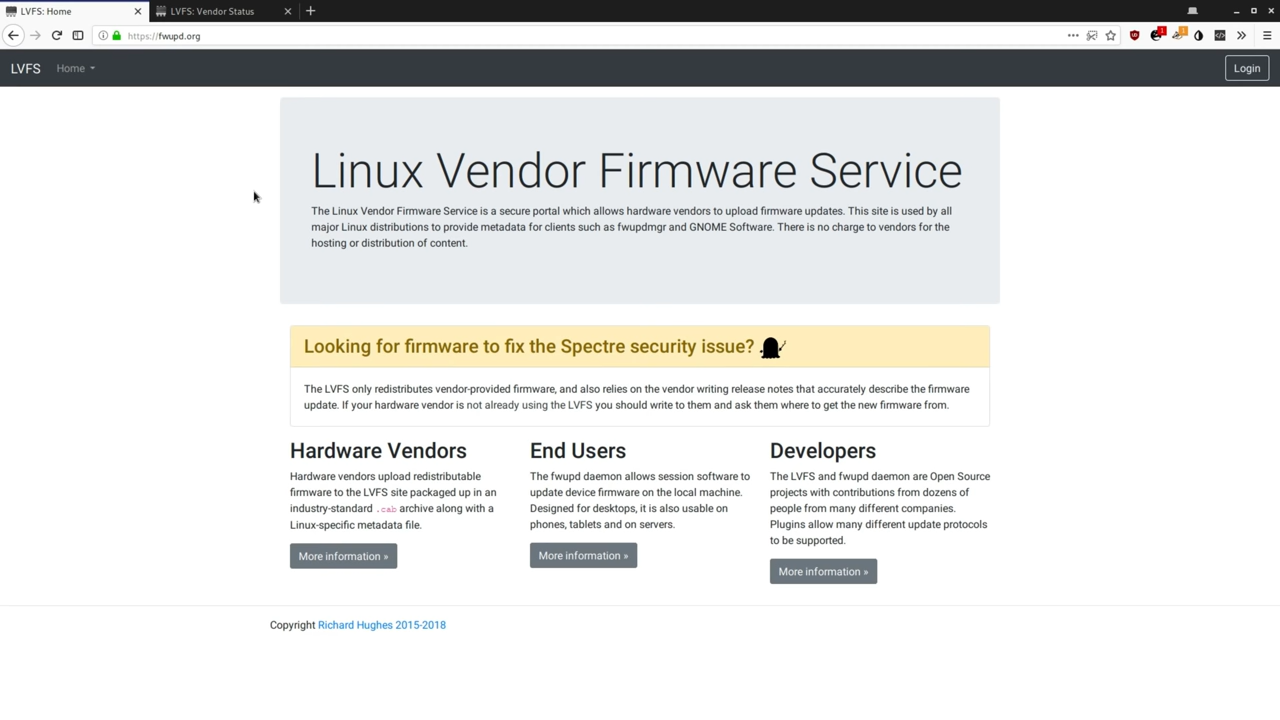 LVFS: Home
LVFS: Vendor Status
https://fwupd.org
LVFS
Home
Login
Linux Vendor Firmware Service
The Linux Vendor Firmware Service is a secure portal which allows hardware vendors to upload firmware updates. This site is used by all
major Linux distributions to provide metadata for clients such as fwupdmgr and GNOME Software. There is no charge to vendors for the
hosting or distribution of content.
Looking for firmware to fix the Spectre security issue?
The LVFS only redistributes vendor-provided firmware, and also relies on the vendor writing release notes that accurately describe the firmware
update. If your hardware vendor is not already using the LVFS you should write to them and ask them where to get the new firmware from.
Hardware Vendors
Hardware vendors upload redistributable
firmware to the LVFS site packaged up in an
industry-standard .cab archive along with a
Linux-specific metadata file.
More information »
End Users
The fwupd daemon allows session software to
update device firmware on the local machine.
Designed for desktops, it is also usable on
phones, tablets and on servers.
More information »
Developers
The LVFS and fwupd daemon are Open Source
projects with contributions from dozens of
people from many different companies.
Plugins allow many different update protocols
to be supported.
More information »
Copyright Richard Hughes 2015-2018